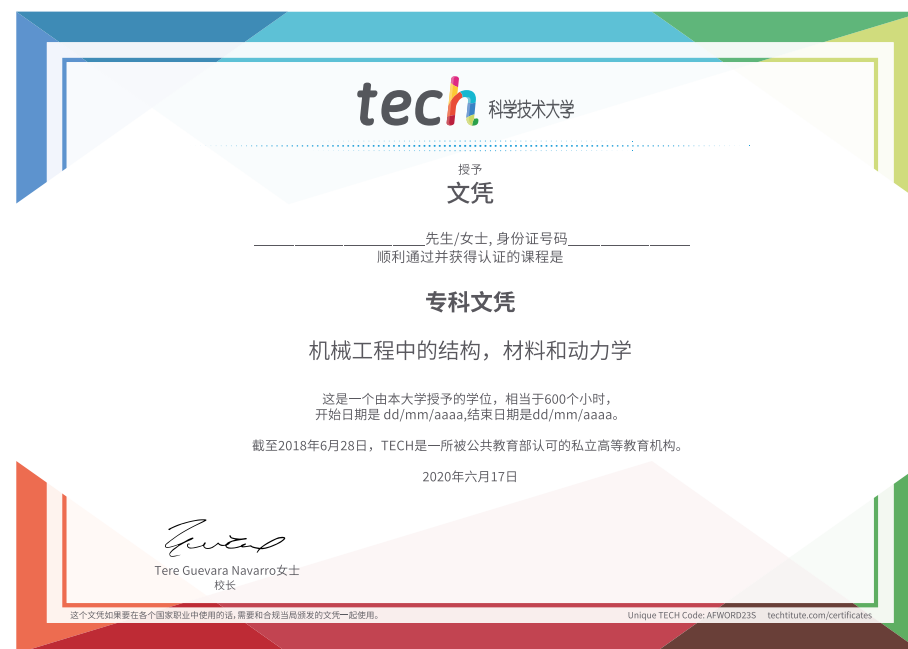 tech 科学技术大学
授予
文凭
先生/女士, 身份证号码
顺利通过并获得认证的课程是
专科文凭
机械工程中的结构，材料和动力学
这是一个由本大学授予的学位，相当于600个小时，
开始日期是 dd/mm/aaaa,结束日期是dd/mm/aaaa。
截至2018年6月28日，TECH是一所被公共教育部认可的私立高等教育机构。
2020年六月17日
Tere Guevara Navarro女士
校长
这个文凭如果要在各个国家职业中使用的话,需要和合规当局颁发的文凭一起使用。
Unique TECH Code: AFWORD23S techtitute.com/certificates